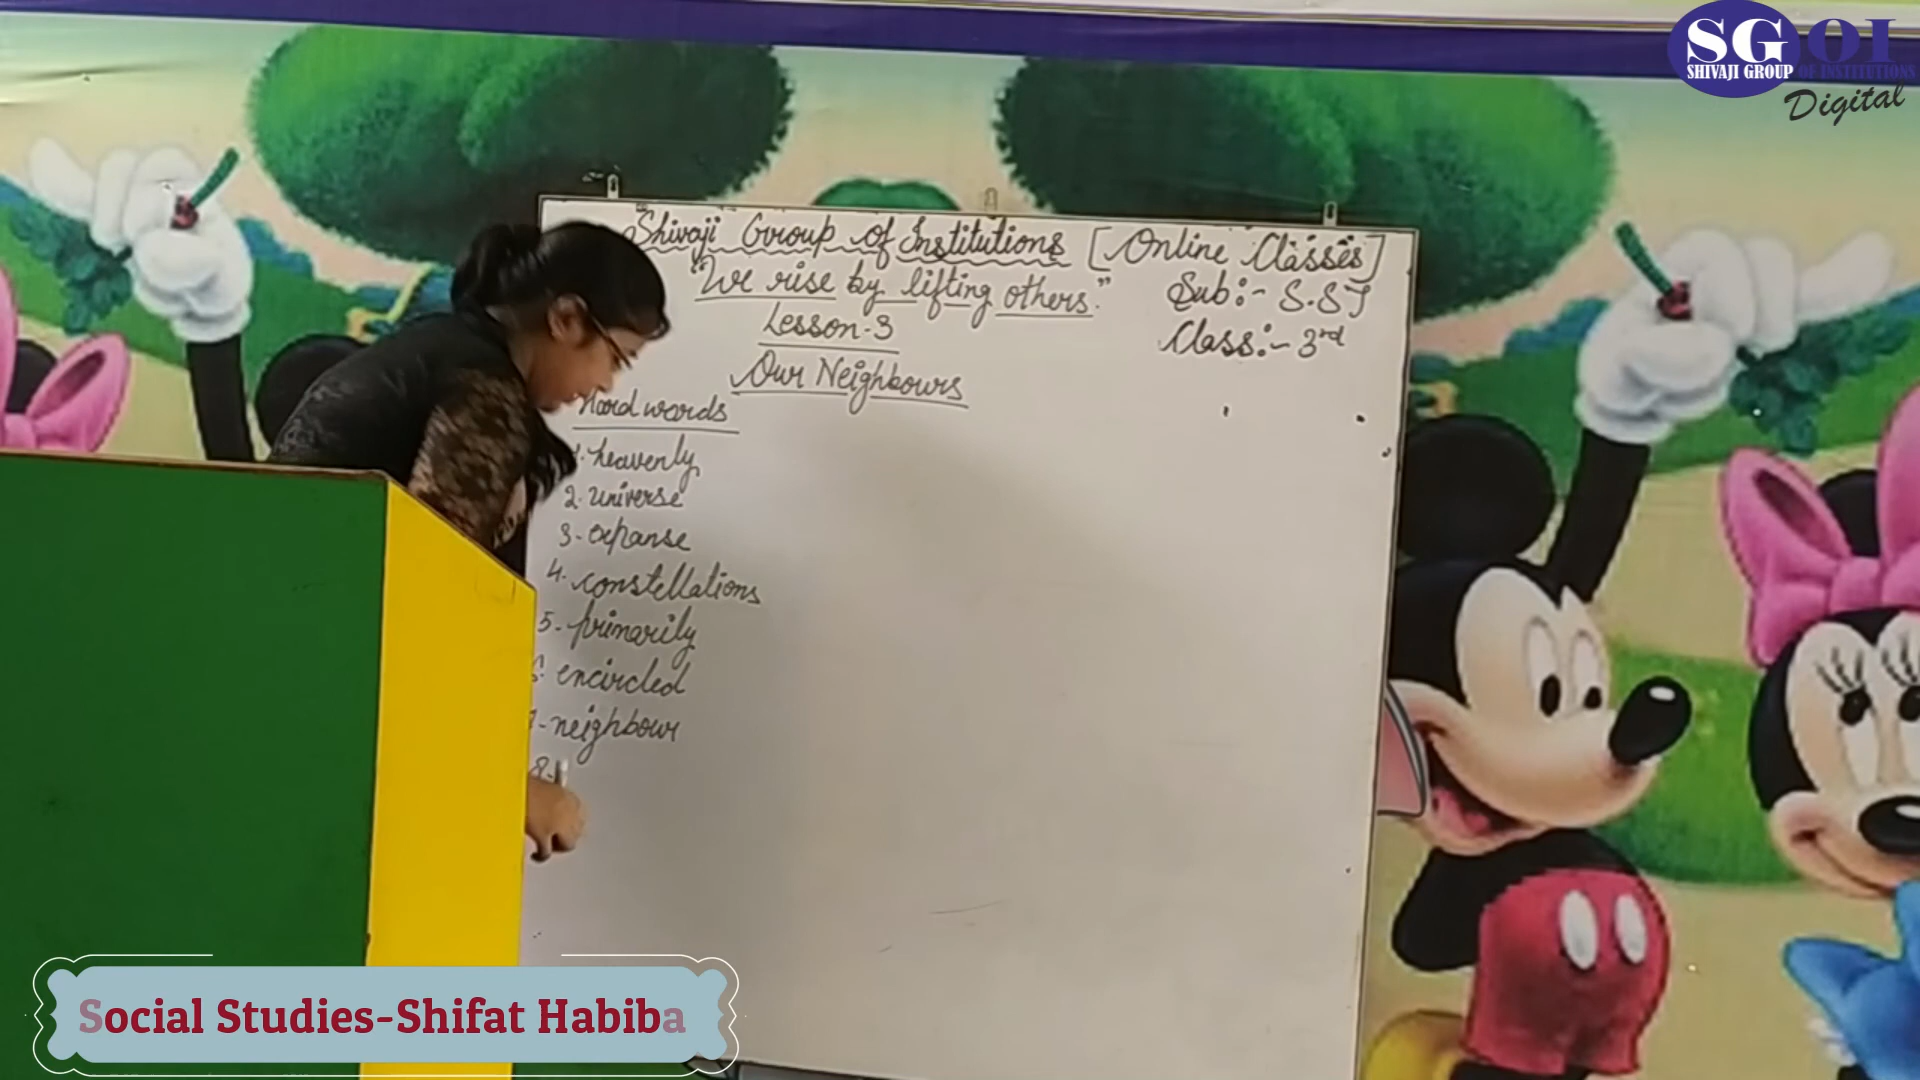 SGOI
SHIVAJI GROUP OF INSTITUTIONS
Digital
Shivaji Group of Institutions [Online Classes]
"We rise by lifting others." Sub:- S.ST
Lesson-3 Class:- 3rd
Our Neighbours
Hard words
1. heavenly
2. universe
3- expanse
4. constellations
5- primarily
6. encircled
7- neighbour
8-
Social Studies-Shifat Habiba